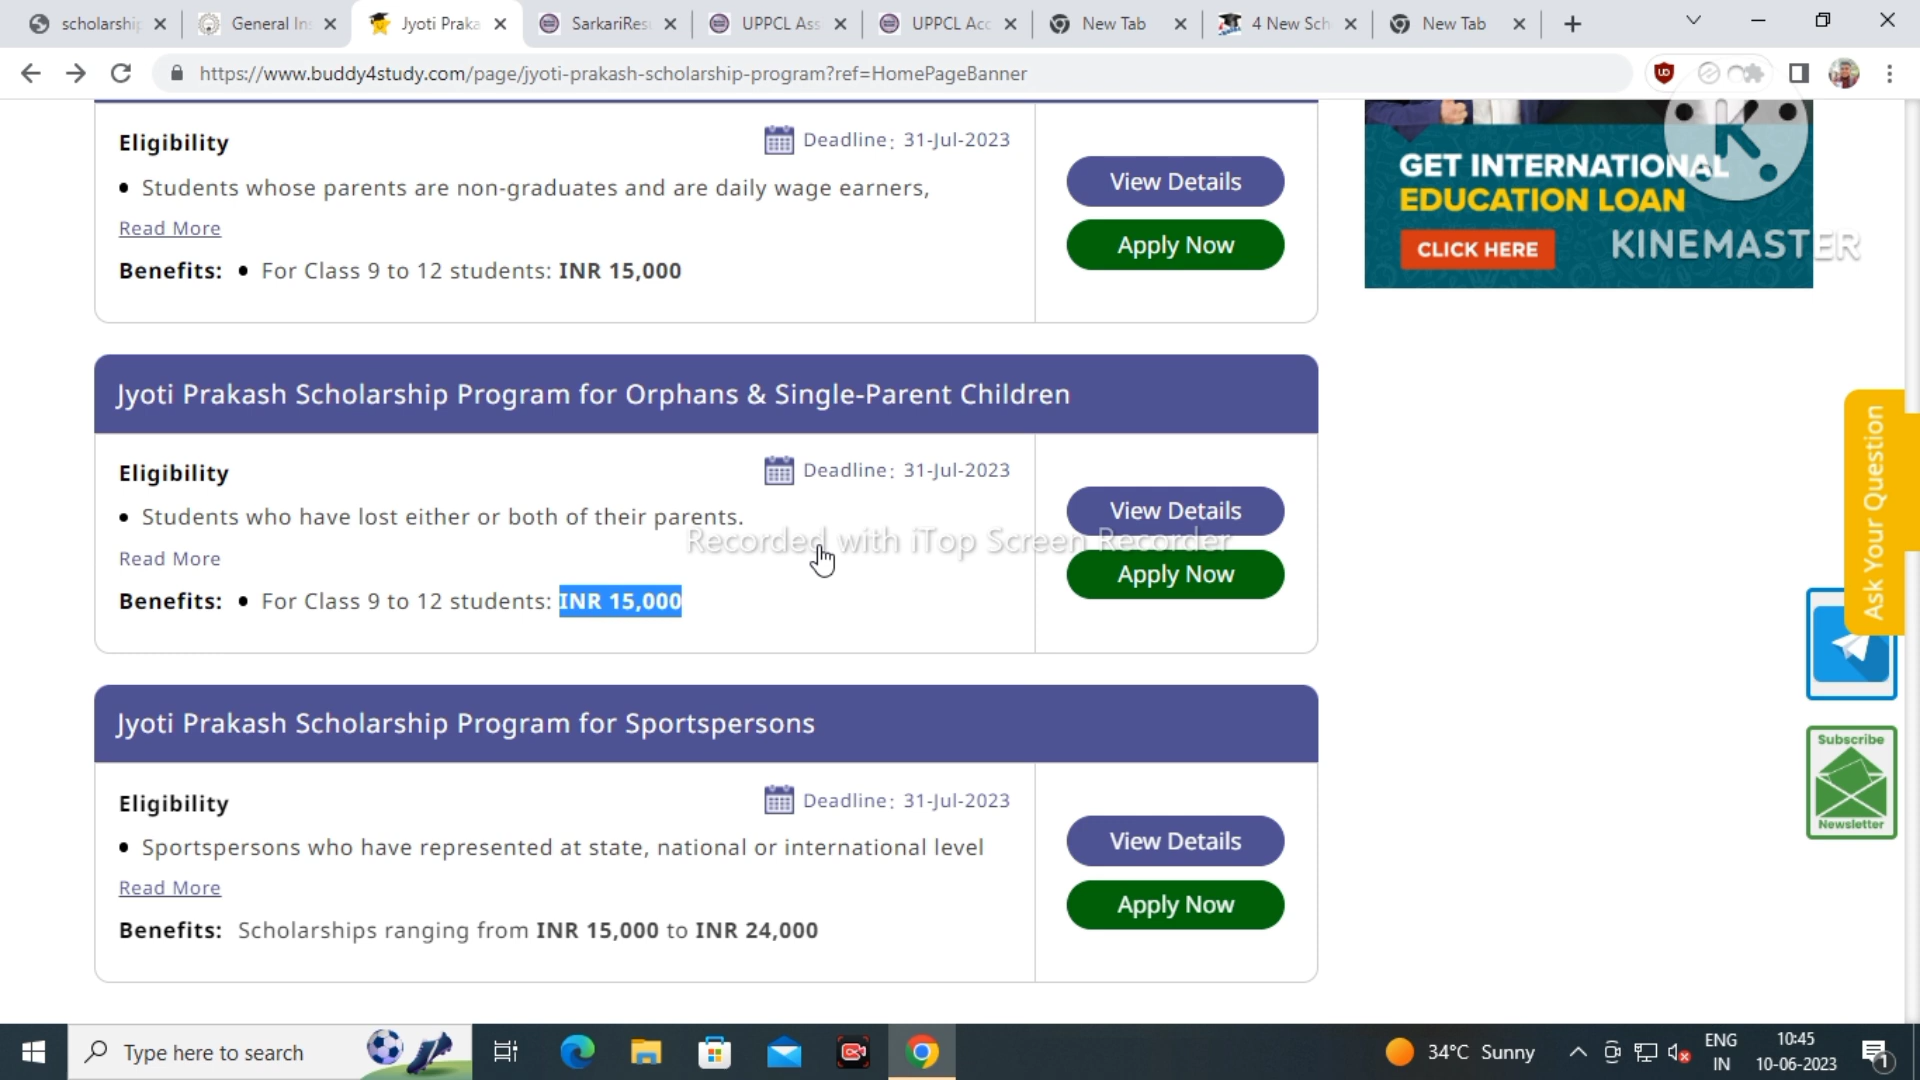 scholarship
General In
Jyoti Praka
SarkariRes
UPPCL Ass
UPPCL Acc
New Tab
4 New Sch
New Tab
https://www.buddy4study.com/page/jyoti-prakash-scholarship-program?ref=HomePageBanner
Eligibility
Deadline: 31-Jul-2023
• Students whose parents are non-graduates and are daily wage earners,
Read More
Benefits: • For Class 9 to 12 students: INR 15,000
View Details
Apply Now
GET INTERNATIONAL
EDUCATION LOAN
CLICK HERE
K
KINEMASTER
Jyoti Prakash Scholarship Program for Orphans & Single-Parent Children
Eligibility
Deadline: 31-Jul-2023
• Students who have lost either or both of their parents.
Read More
Benefits: • For Class 9 to 12 students: INR 15,000
View Details
Apply Now
Recorded with iTop Screen Recorder
Jyoti Prakash Scholarship Program for Sportspersons
Eligibility
Deadline: 31-Jul-2023
• Sportspersons who have represented at state, national or international level
Read More
Benefits: Scholarships ranging from INR 15,000 to INR 24,000
View Details
Apply Now
Ask Your Question
Subscribe
Newsletter
Type here to search
34°C Sunny
ENG
IN
10:45
10-06-2023
1